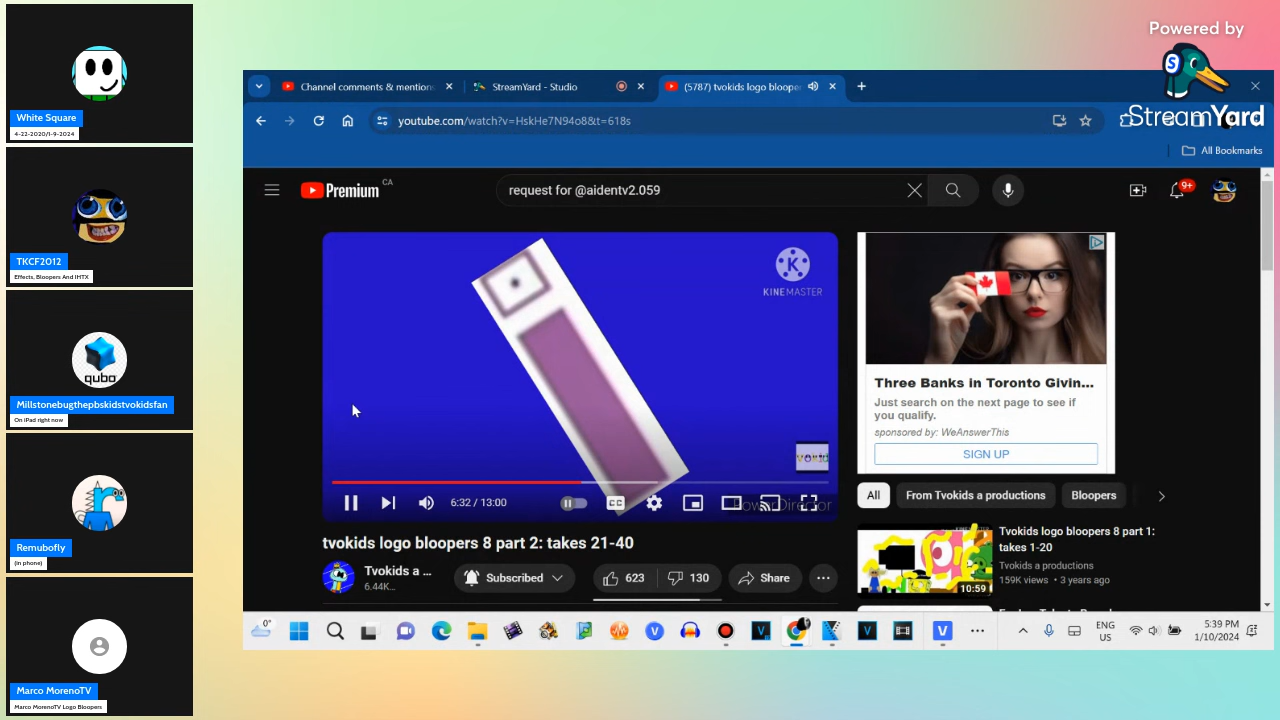 Powered by
StreamYard
White Square
4-22-2020/1-9-2024
TKCF2012
Effects, Bloopers And IHTX
qubo
Millstonebugthepbskidstvokidsfan
On iPad right now
Remubofly
(in phone)
Marco MorenoTV
Marco MorenoTV Logo Bloopers
Channel comments & mention
StreamYard - Studio
(5787) tvokids logo bloope
youtube.com/watch?v=HskHe7N94o8&t=618s
All Bookmarks
Premium CA
request for @aidentv2.059
9+
KINEMASTER
vokid
PowerDirector
6:32 / 13:00
CC
tvokids logo bloopers 8 part 2: takes 21-40
Tvokids a ...
6.44K...
Subscribed
623
130
Share
Three Banks in Toronto Givin...
Just search on the next page to see if
you qualify.
sponsored by: WeAnswerThis
SIGN UP
All
From Tvokids a productions
Bloopers
Tvokids logo bloopers 8 part 1:
takes 1-20
Tvokids a productions
159K views • 3 years ago
10:59
0°
ENG
US
5:39 PM
1/10/2024